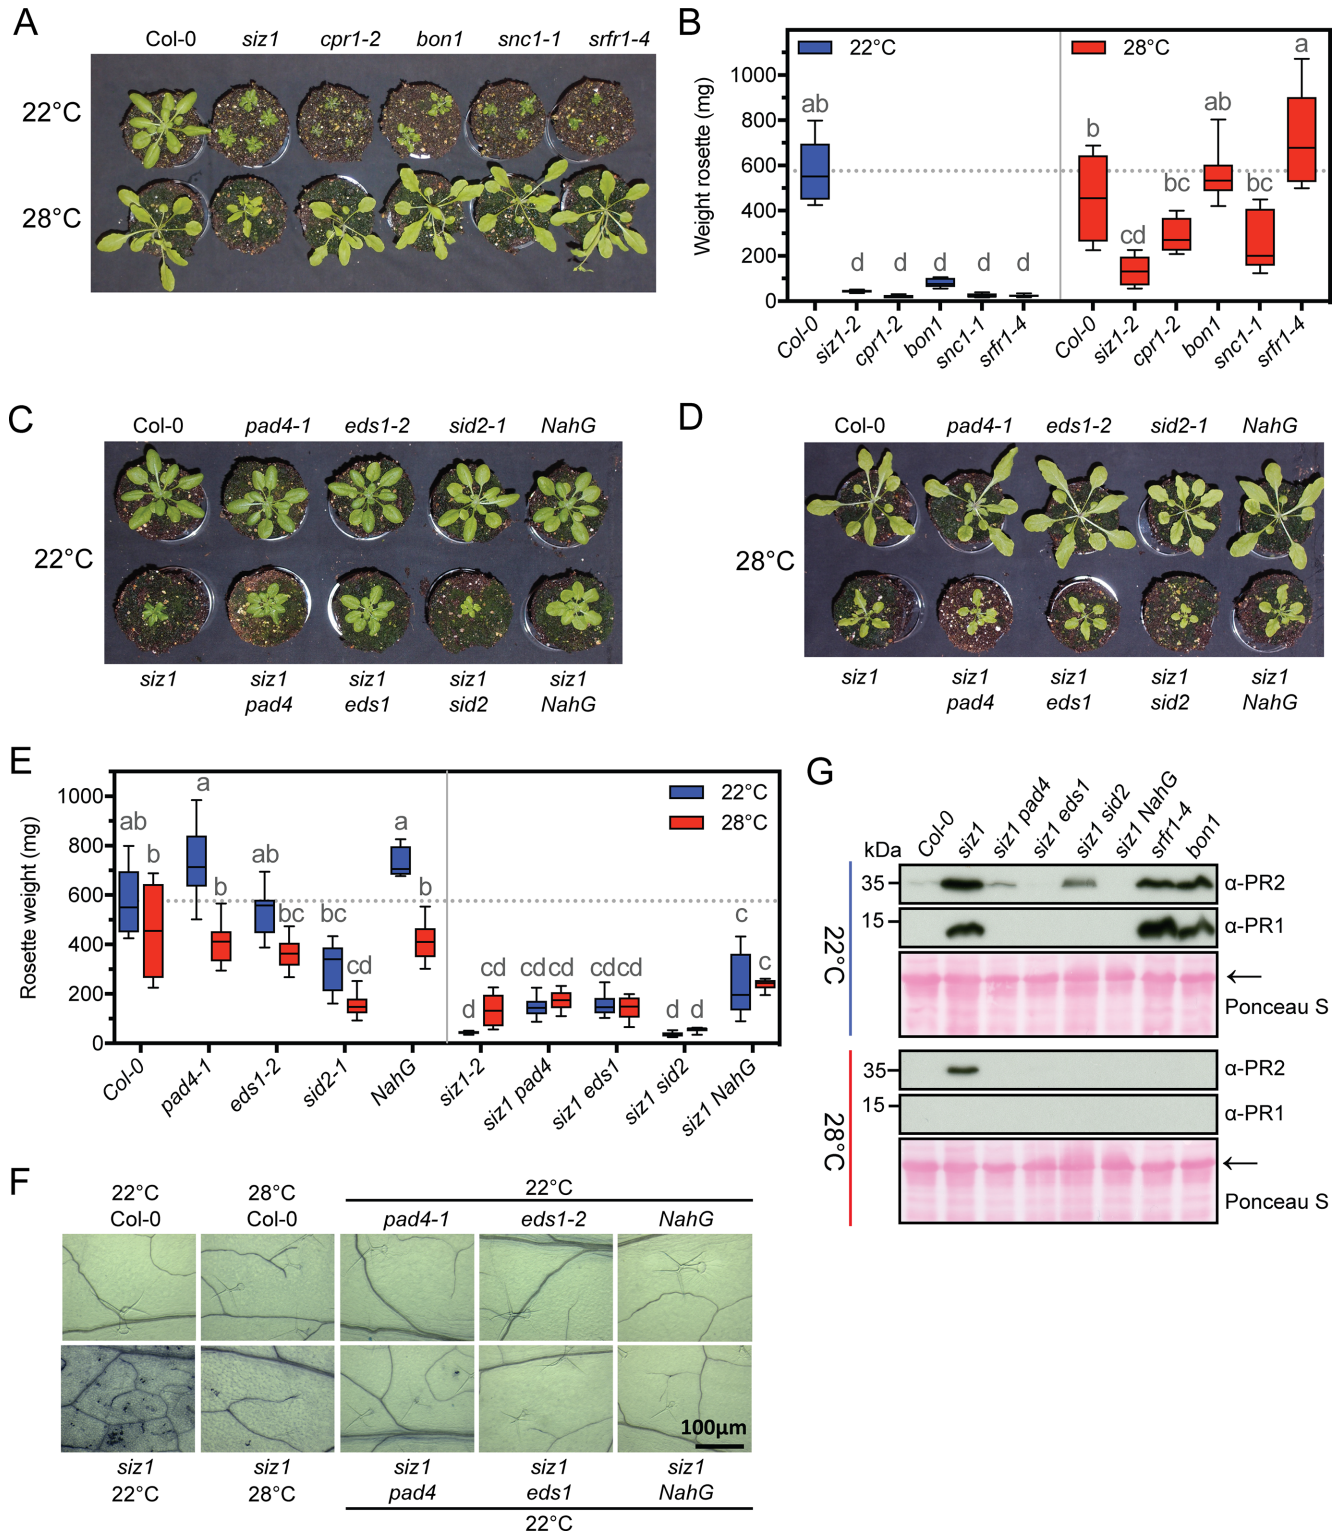 A
Col-0 siz1 cpr1-2 bon1 snc1-1 srfr1-4
22°C
28°C
B
22°C
28°C
Weight rosette (mg)
1000
800
600
400
200
0
ab d d d d d b cd bc ab bc a
Col-0 siz1-2 cpr1-2 bon1 snc1-1 srfr1-4 Col-0 siz1-2 cpr1-2 bon1 snc1-1 srfr1-4
C
Col-0 pad4-1 eds1-2 sid2-1 NahG
22°C
siz1 siz1 siz1 siz1 siz1
pad4 eds1 sid2 NahG
D
Col-0 pad4-1 eds1-2 sid2-1 NahG
28°C
siz1 siz1 siz1 siz1 siz1
pad4 eds1 sid2 NahG
E
22°C
28°C
Rosette weight (mg)
1000
800
600
400
200
0
ab b a b ab bc bc cd a b d cd cd cd cd cd d d c c
Col-0 pad4-1 eds1-2 sid2-1 NahG siz1-2 siz1 pad4 siz1 eds1 siz1 sid2 siz1 NahG
F
22°C 28°C 22°C
Col-0 Col-0 pad4-1 eds1-2 NahG
100μm
siz1 siz1 siz1 siz1 siz1
22°C 28°C pad4 eds1 NahG
22°C
G
Col-0 siz1 siz1 pad4 siz1 eds1 siz1 sid2 siz1 NahG srfr1-4 bon1
kDa
22°C
35 α-PR2
15 α-PR1
Ponceau S
28°C
35 α-PR2
15 α-PR1
Ponceau S